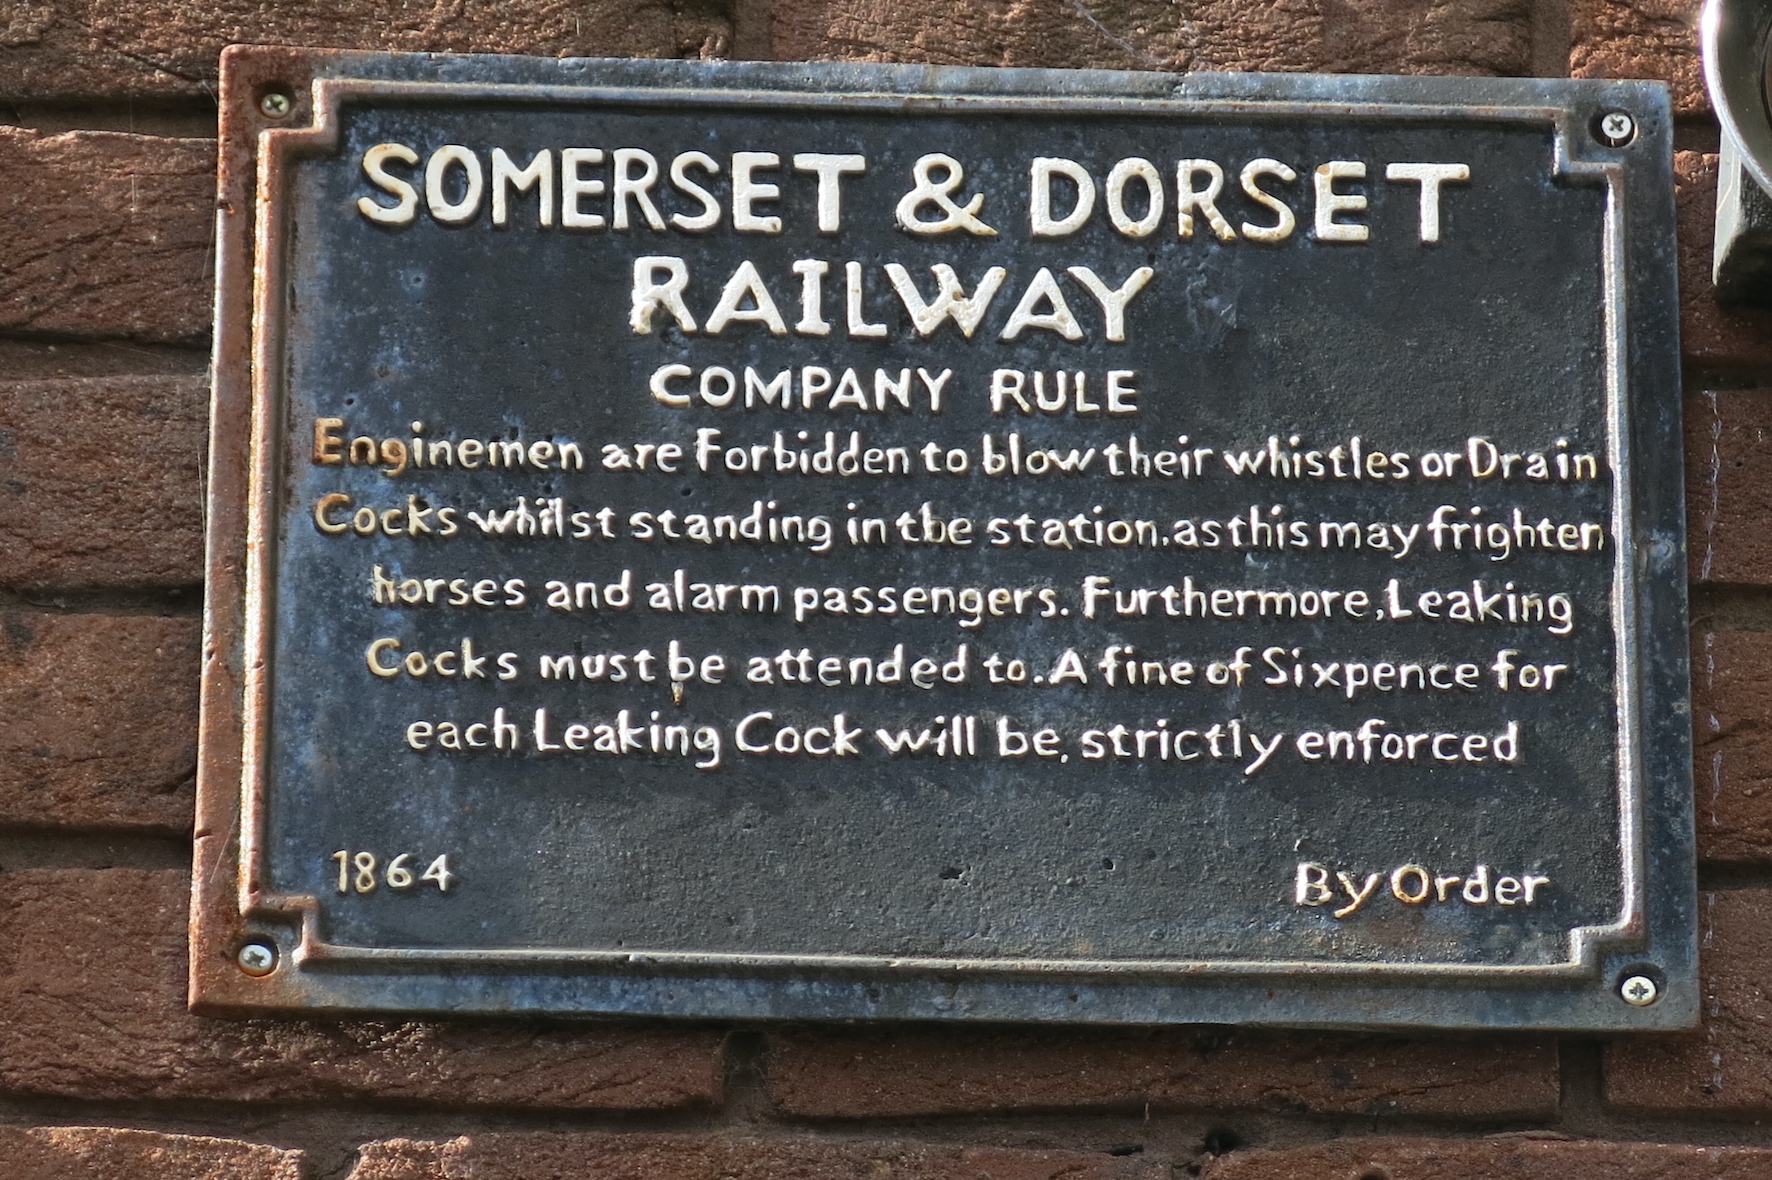 SOMERSET & DORSET
RAILWAY
COMPANY RULE
Enginemen are Forbidden to blow their whistles or Drain
Cocks whilst standing in the station. as this may frighten
horses and alarm passengers. Furthermore, Leaking
Cocks must be attended to. A fine of Sixpence for
each Leaking Cock will be, strictly enforced
1864 By Order